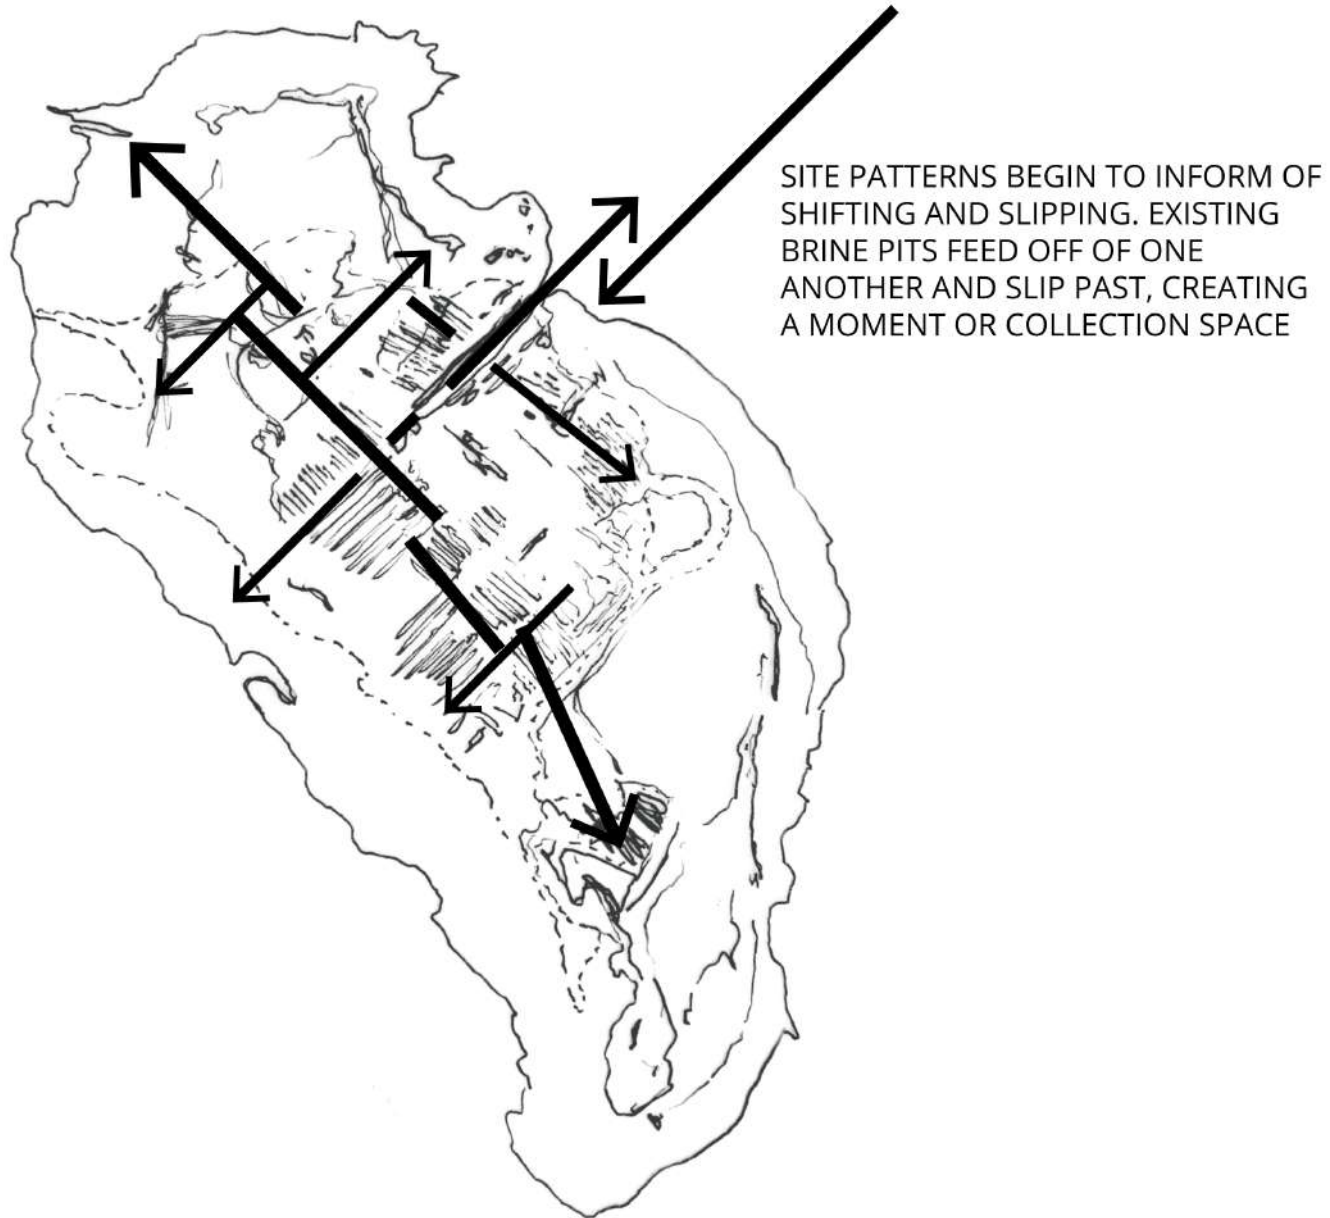 SITE PATTERNS BEGIN TO INFORM OF
SHIFTING AND SLIPPING. EXISTING
BRINE PITS FEED OFF OF ONE
ANOTHER AND SLIP PAST, CREATING
A MOMENT OR COLLECTION SPACE